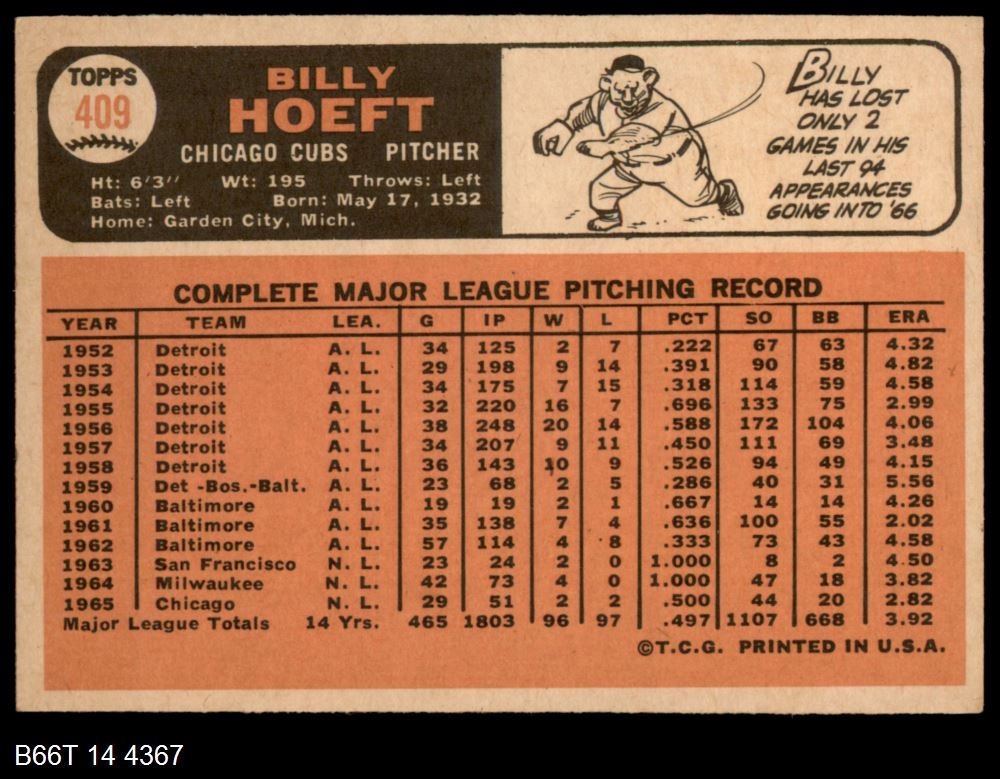 TOPPS
409
BILLY
HOEFT
CHICAGO CUBS PITCHER
Ht: 6'3" Wt: 195 Throws: Left
Bats: Left Born: May 17, 1932
Home: Garden City, Mich.
BILLY
HAS LOST
ONLY 2
GAMES IN HIS
LAST 94
APPEARANCES
GOING INTO '66
COMPLETE MAJOR LEAGUE PITCHING RECORD
YEAR TEAM LEA. G IP W L PCT SO BB ERA
1952 Detroit A. L. 34 125 2 7 .222 67 63 4.32
1953 Detroit A. L. 29 198 9 14 .391 90 58 4.82
1954 Detroit A. L. 34 175 7 15 .318 114 59 4.58
1955 Detroit A. L. 32 220 16 7 .696 133 75 2.99
1956 Detroit A. L. 38 248 20 14 .588 172 104 4.06
1957 Detroit A. L. 34 207 9 11 .450 111 69 3.48
1958 Detroit A. L. 36 143 10 9 .526 94 49 4.15
1959 Det -Bos.-Balt. A. L. 23 68 2 5 .286 40 31 5.56
1960 Baltimore A. L. 19 19 2 1 .667 14 14 4.26
1961 Baltimore A. L. 35 138 7 4 .636 100 55 2.02
1962 Baltimore A. L. 57 114 4 8 .333 73 43 4.58
1963 San Francisco N. L. 23 24 2 0 1.000 8 2 4.50
1964 Milwaukee N. L. 42 73 4 0 1.000 47 18 3.82
1965 Chicago N. L. 29 51 2 2 .500 44 20 2.82
Major League Totals 14 Yrs. 465 1803 96 97 .497 1107 668 3.92
©T.C.G. PRINTED IN U.S.A.
B66T 14 4367